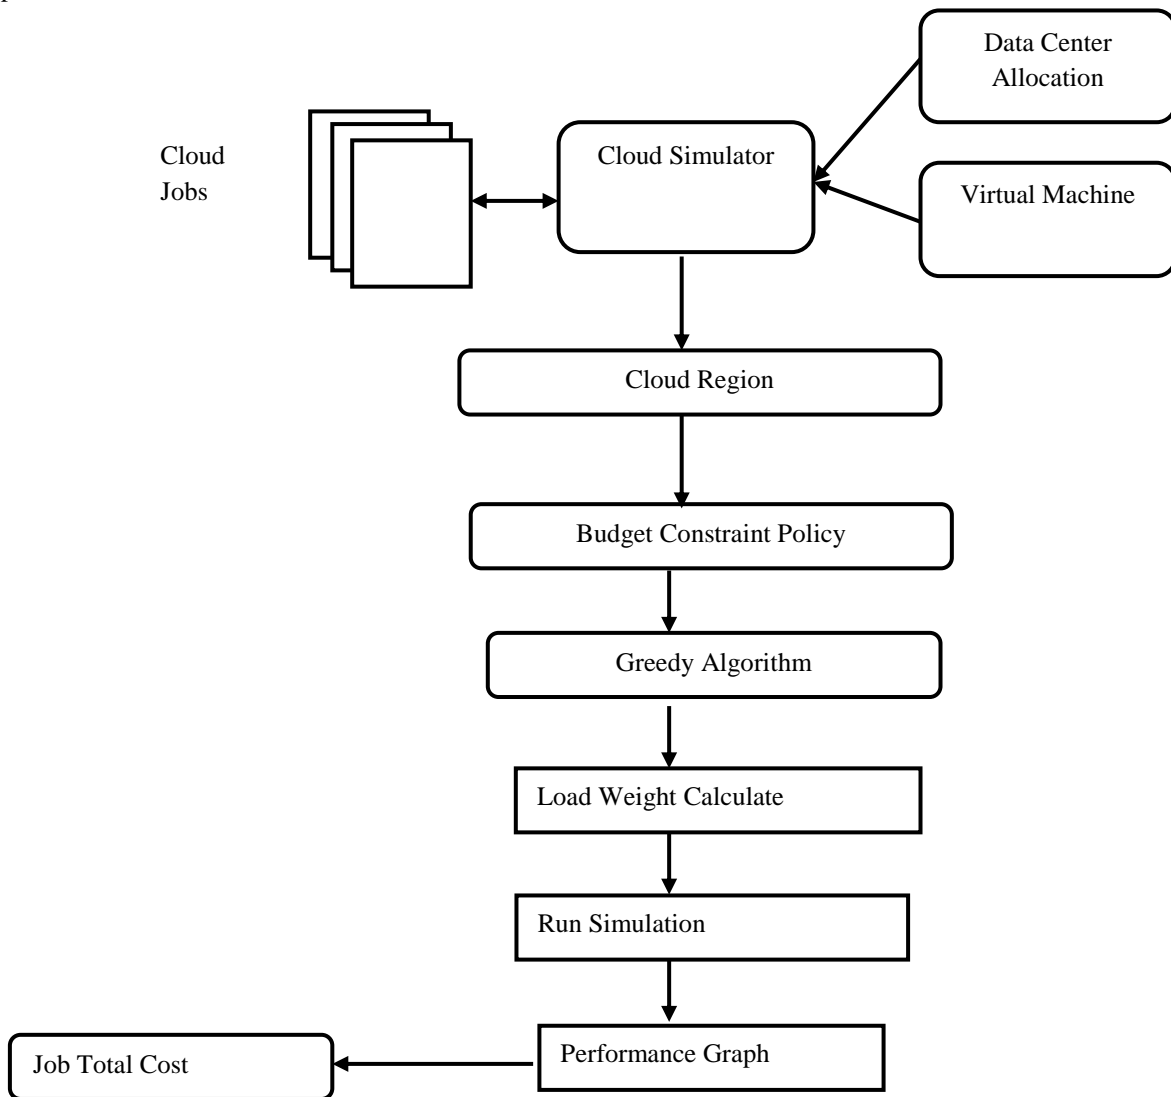 Data Center
Allocation
Cloud
Jobs
Cloud Simulator
Virtual Machine
Cloud Region
Budget Constraint Policy
Greedy Algorithm
Load Weight Calculate
Run Simulation
Performance Graph
Job Total Cost